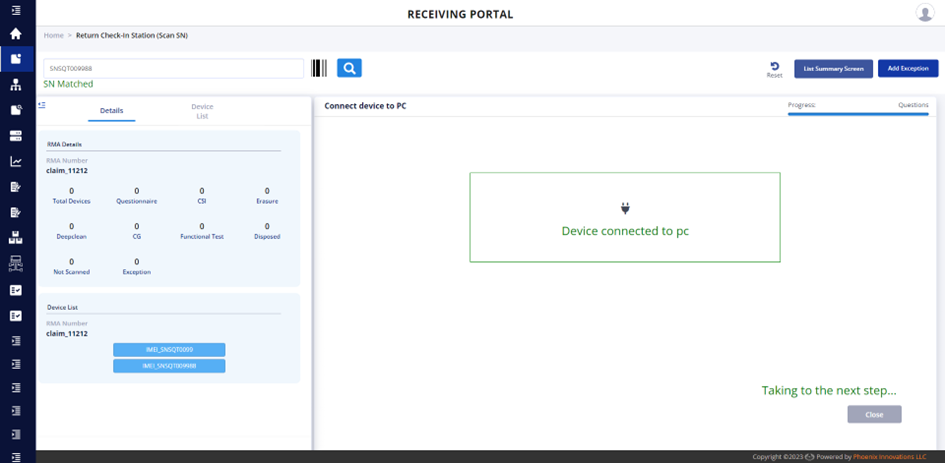 RECEIVING PORTAL
Home > Return Check-In Station (Scan SN)
SNSQT009988
SN Matched
Reset
List Summary Screen
Add Exception
Details
Device
List
RMA Details
RMA Number
claim_11212
0 0 0 0
Total Devices Questionnaire CSI Erasure
0 0 0 0
Deepclean CG Functional Test Disposed
0 0
Not Scanned Exception
Device List
RMA Number
claim_11212
IMEI_SNSQT0099
IMEI_SNSQT009988
Connect device to PC
Progress: Questions
Device connected to pc
Taking to the next step...
Close
Copyright ©2023 Powered by Phoenix Innovations LLC